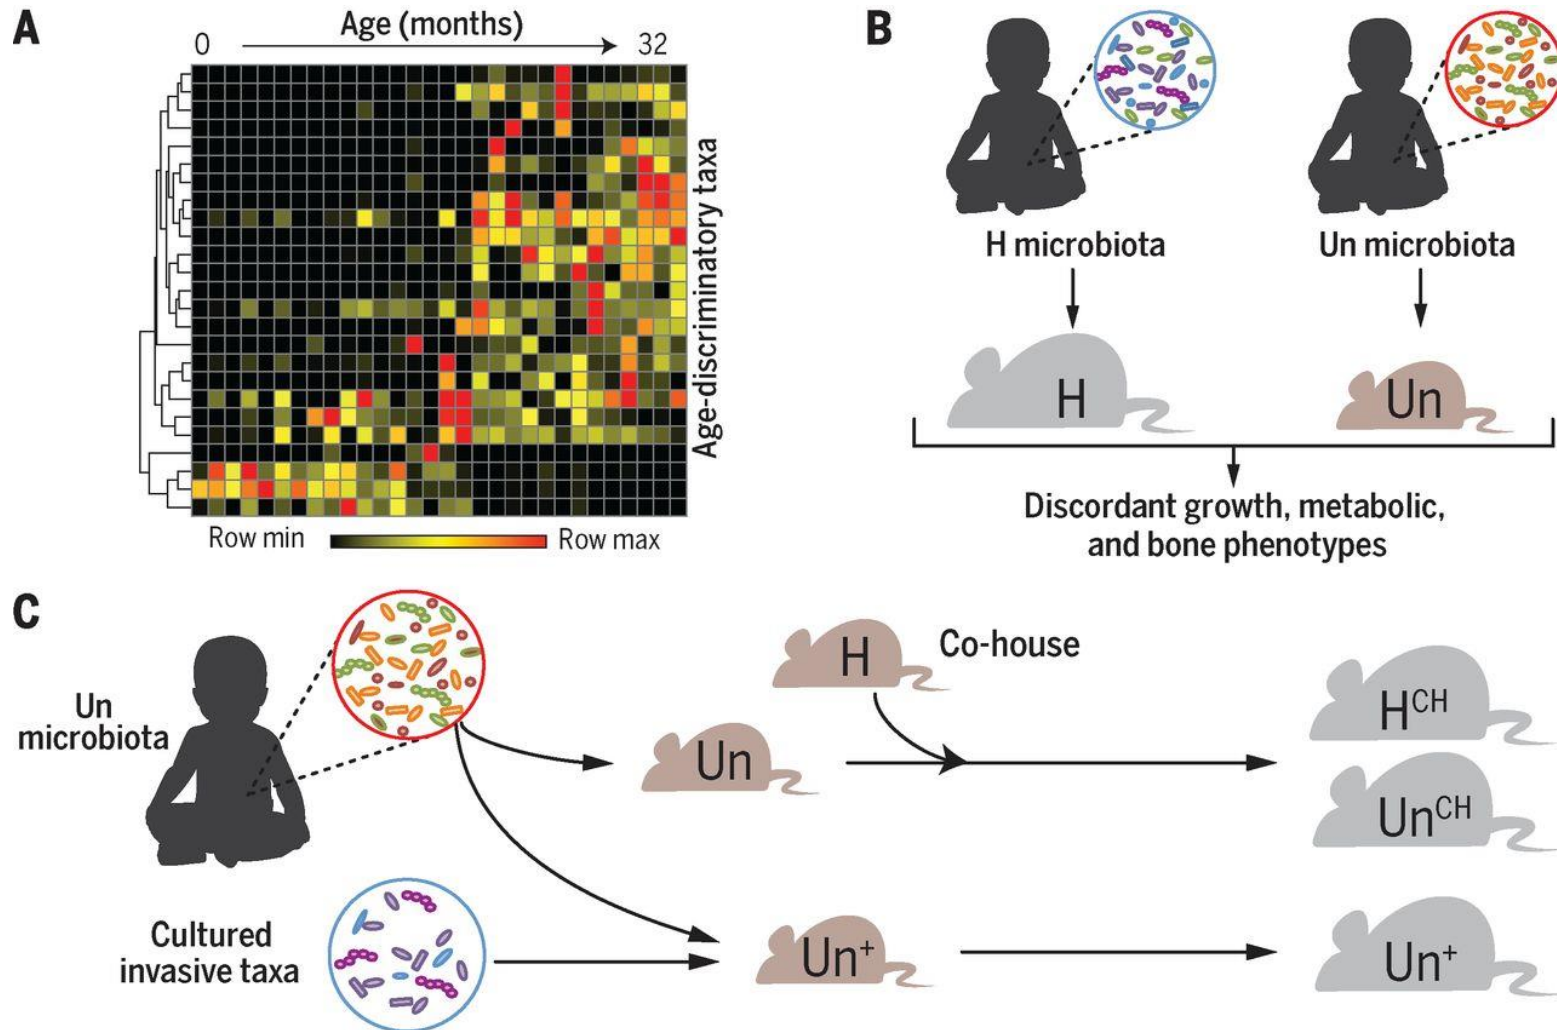 A
Age (months)
0
32
Age-discriminatory taxa
Row min
Row max
B
H microbiota
Un microbiota
H
Un
Discordant growth, metabolic,
and bone phenotypes
C
Un
microbiota
H
Co-house
Un
H^CH
Un^CH
Cultured
invasive taxa
Un⁺
Un⁺